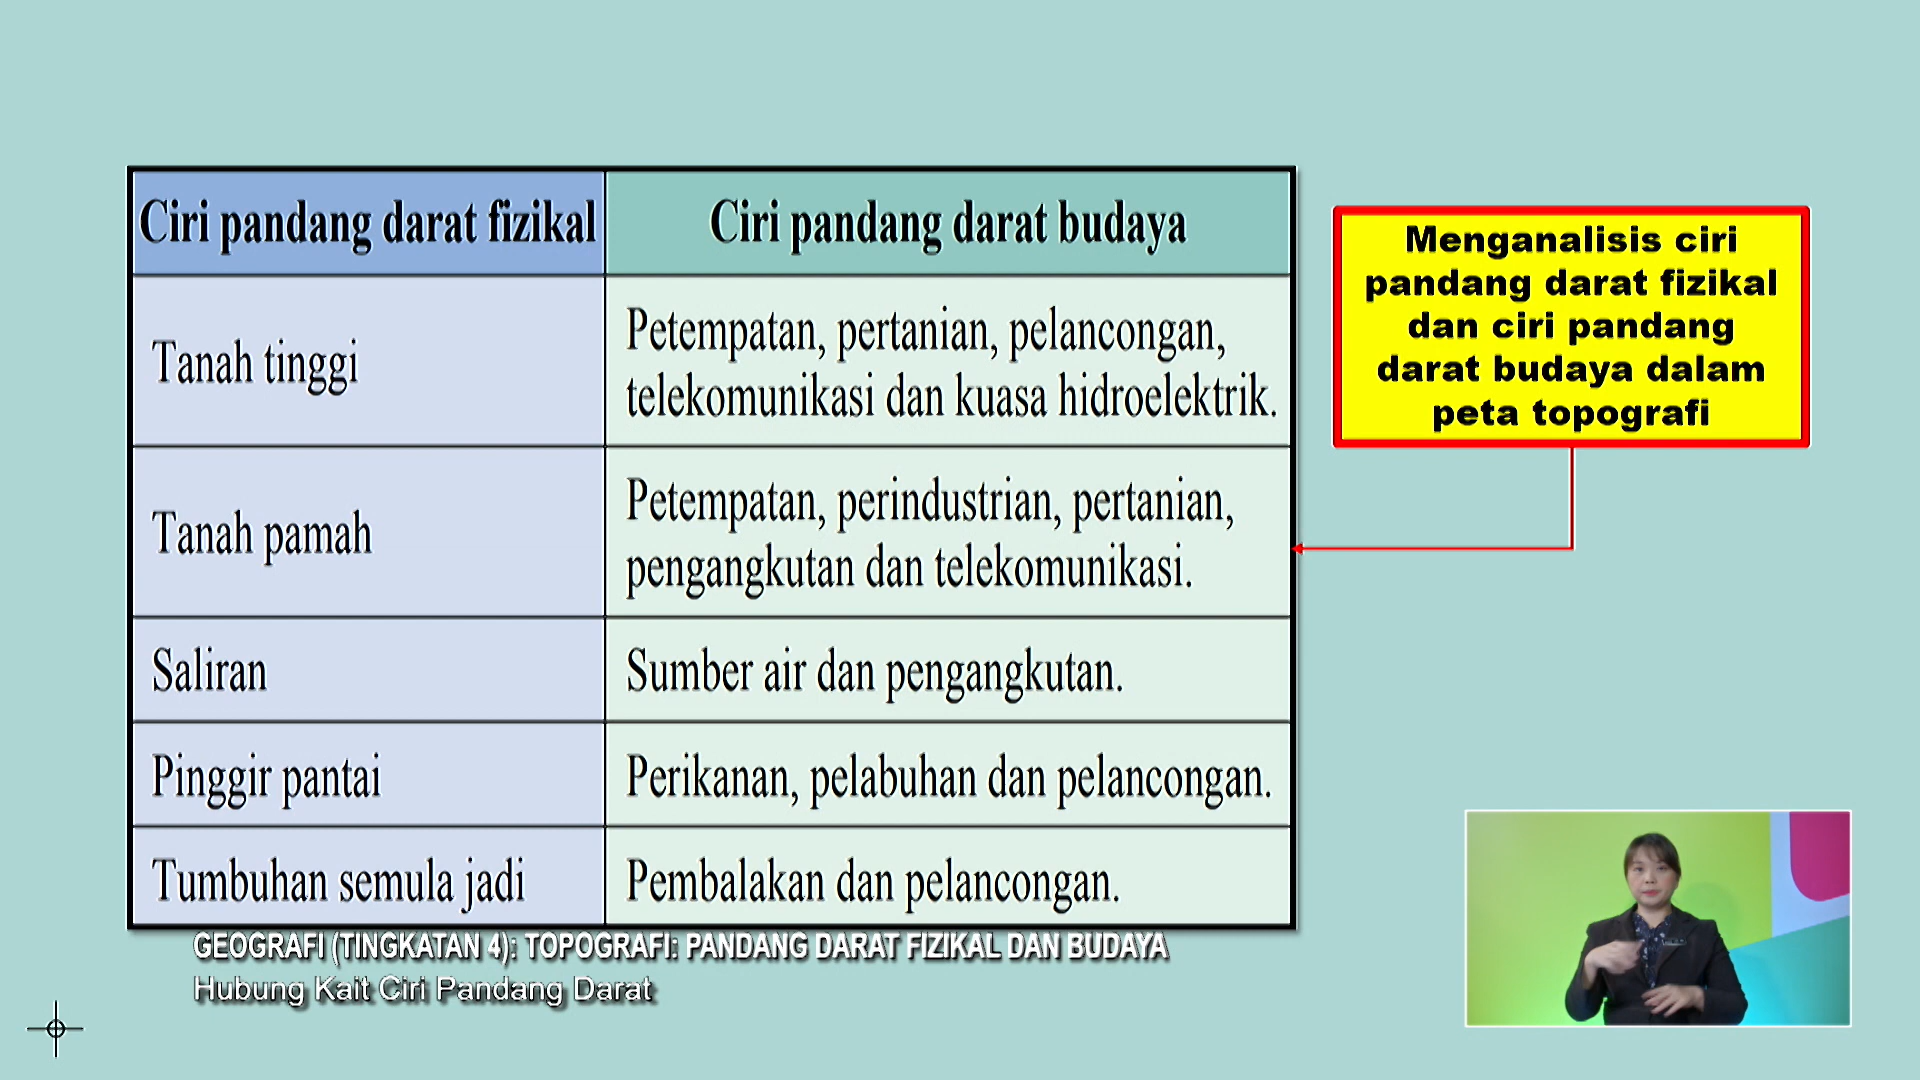 Ciri pandang darat fizikal
Ciri pandang darat budaya
Tanah tinggi
Petempatan, pertanian, pelancongan,
telekomunikasi dan kuasa hidroelektrik.
Tanah pamah
Petempatan, perindustrian, pertanian,
pengangkutan dan telekomunikasi.
Saliran
Sumber air dan pengangkutan.
Pinggir pantai
Perikanan, pelabuhan dan pelancongan.
Tumbuhan semula jadi
Pembalakan dan pelancongan.
Menganalisis ciri
pandang darat fizikal
dan ciri pandang
darat budaya dalam
peta topografi
GEOGRAFI (TINGKATAN 4): TOPOGRAFI: PANDANG DARAT FIZIKAL DAN BUDAYA
Hubung Kait Ciri Pandang Darat